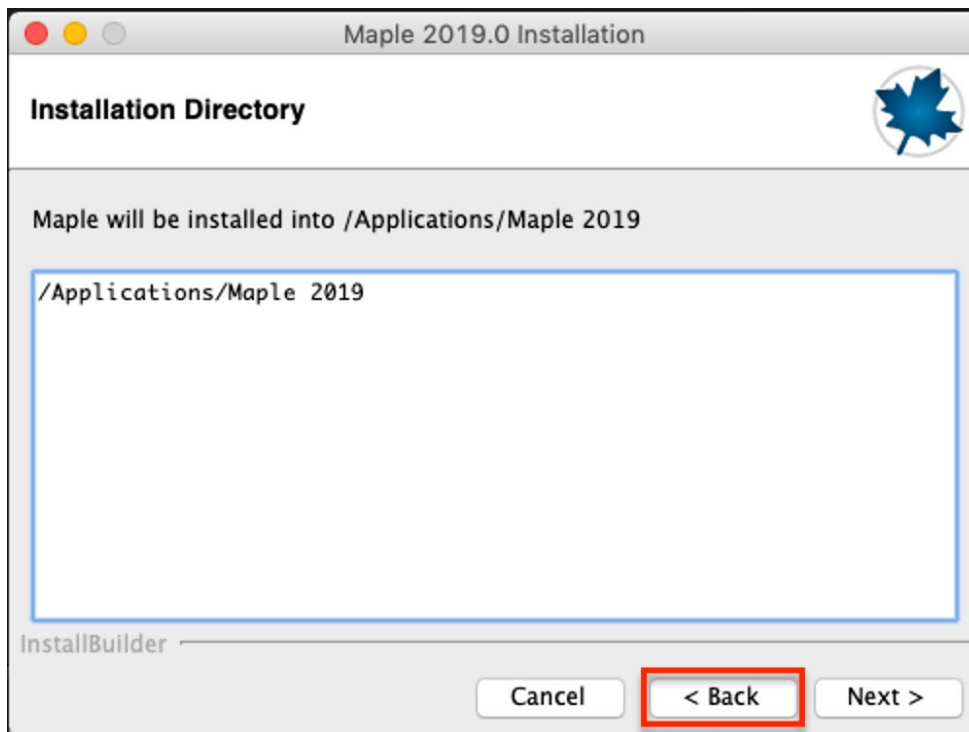 Maple 2019.0 Installation
Installation Directory
Maple will be installed into /Applications/Maple 2019
/Applications/Maple 2019
InstallBuilder
Cancel
< Back
Next >